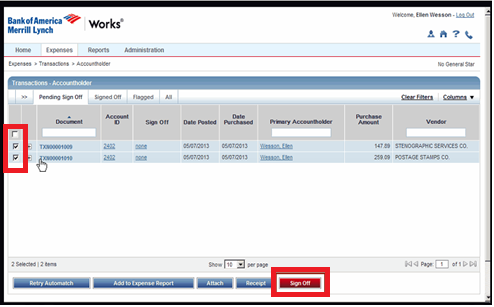 Bank of America
Merrill Lynch
Works®
Welcome, Ellen Wesson - Log Out
Home Expenses Reports Administration
Expenses > Transactions > Accountholder
No General Star
Transactions - Accountholder
>> Pending Sign Off Signed Off Flagged All
Clear Filters Columns ▼
Document Account ID Sign Off Date Posted Date Purchased Primary Accountholder Purchase Amount Vendor
TXN00001009 2402 none 05/07/2013 05/07/2013 Wesson, Ellen 147.89 STENOGRAPHIC SERVICES CO.
TXN00001010 2402 none 05/07/2013 05/07/2013 Wesson, Ellen 259.09 POSTAGE STAMPS CO.
2 Selected | 2 items
Show 10 per page
Page: 1 of 1
Retry Automatch Add to Expense Report Attach Receipt Sign Off